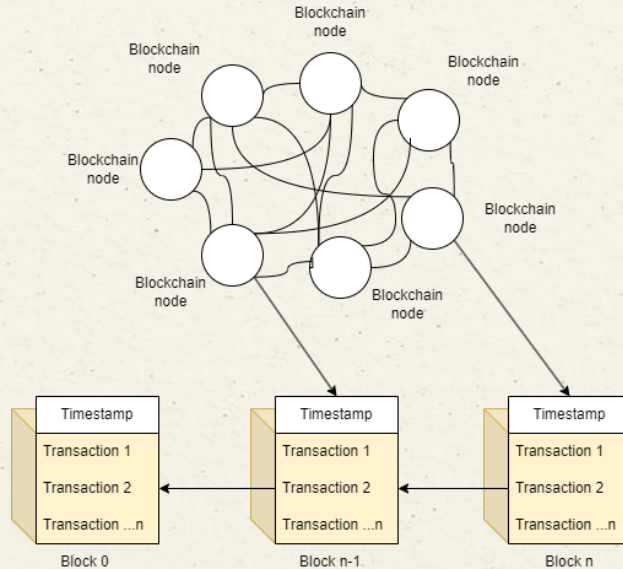 Blockchain
node
Blockchain
node
Blockchain
node
Blockchain
node
Blockchain
node
Blockchain
node
Blockchain
node
Timestamp
Transaction 1
Transaction 2
Transaction ...n
Block 0
Timestamp
Transaction 1
Transaction 2
Transaction ...n
Block n-1
Timestamp
Transaction 1
Transaction 2
Transaction ...n
Block n